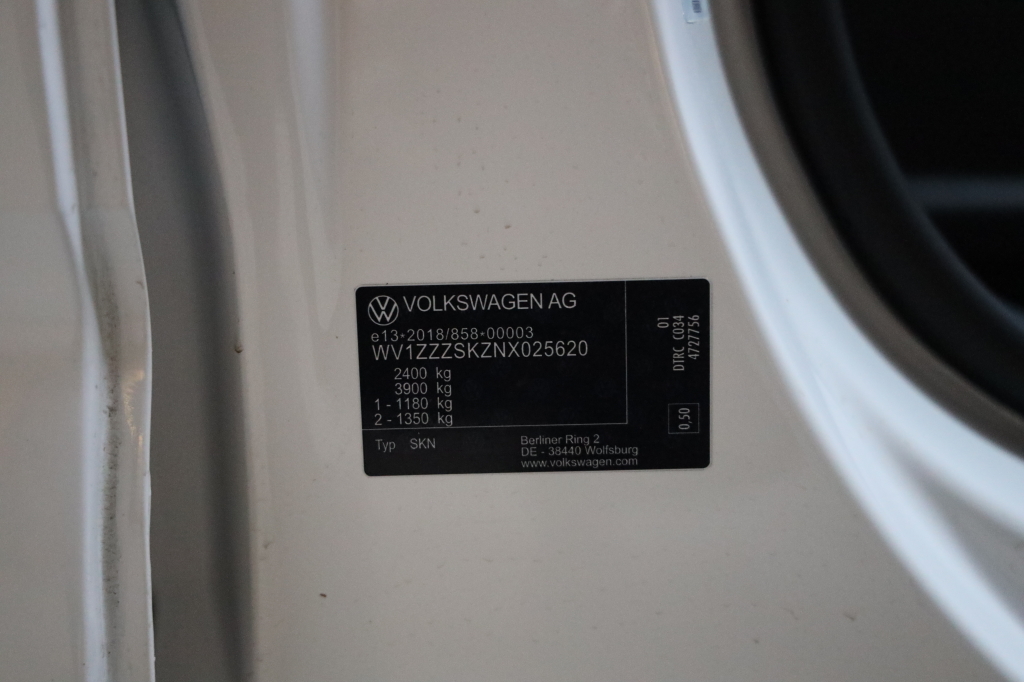 VOLKSWAGEN AG
e13*2018/858*00003
WV1ZZZSKZNX025620
2400 kg
3900 kg
1 - 1180 kg
2 - 1350 kg
Typ SKN
Berliner Ring 2
DE - 38440 Wolfsburg
www.volkswagen.com
01
DTRC C034
4727756
0,50